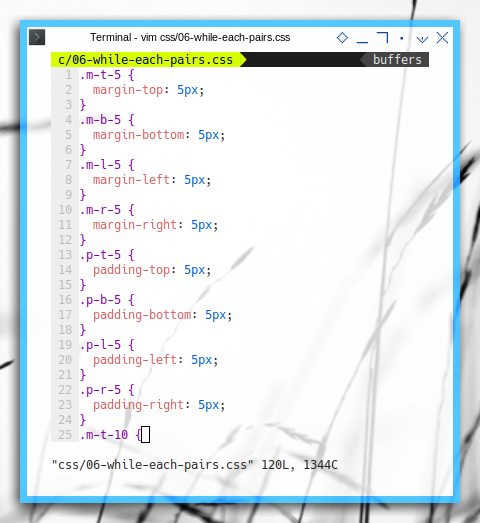 Terminal - vim css/06-while-each-pairs.css
c/06-while-each-pairs.css buffers
1 .m-t-5 {
2   margin-top: 5px;
3 }
4 .m-b-5 {
5   margin-bottom: 5px;
6 }
7 .m-l-5 {
8   margin-left: 5px;
9 }
10 .m-r-5 {
11   margin-right: 5px;
12 }
13 .p-t-5 {
14   padding-top: 5px;
15 }
16 .p-b-5 {
17   padding-bottom: 5px;
18 }
19 .p-l-5 {
20   padding-left: 5px;
21 }
22 .p-r-5 {
23   padding-right: 5px;
24 }
25 .m-t-10 {
"css/06-while-each-pairs.css" 120L, 1344C